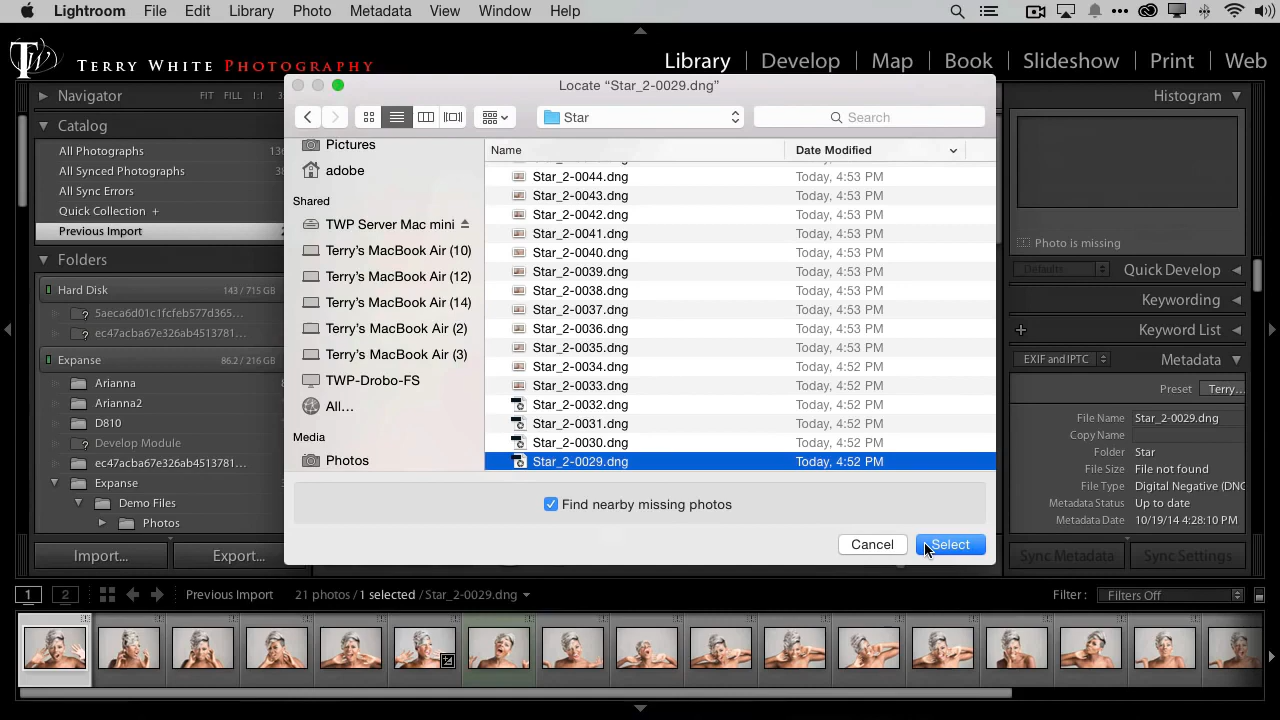 Lightroom File Edit Library Photo Metadata View Window Help
TW TERRY WHITE PHOTOGRAPHY
Library Develop Map Book Slideshow Print Web
Navigator FIT FILL 1:1
Catalog
All Photographs
All Synced Photographs
All Sync Errors
Quick Collection +
Previous Import
Folders
Hard Disk 143 / 715 GB
5aeca6d01c1fcfeb577d365...
ec47acba67e326ab4513781...
Expanse 86.2 / 216 GB
Arianna
Arianna2
D810
Develop Module
ec47acba67e326ab4513781...
Expanse
Demo Files
Photos
Import... Export...
Locate “Star_2-0029.dng”
Star
Search
Pictures
adobe
Shared
TWP Server Mac mini
Terry's MacBook Air (10)
Terry's MacBook Air (12)
Terry's MacBook Air (14)
Terry's MacBook Air (2)
Terry's MacBook Air (3)
TWP-Drobo-FS
All...
Media
Photos
Name Date Modified
Star_2-0044.dng Today, 4:53 PM
Star_2-0043.dng Today, 4:53 PM
Star_2-0042.dng Today, 4:53 PM
Star_2-0041.dng Today, 4:53 PM
Star_2-0040.dng Today, 4:53 PM
Star_2-0039.dng Today, 4:53 PM
Star_2-0038.dng Today, 4:53 PM
Star_2-0037.dng Today, 4:53 PM
Star_2-0036.dng Today, 4:53 PM
Star_2-0035.dng Today, 4:53 PM
Star_2-0034.dng Today, 4:52 PM
Star_2-0033.dng Today, 4:52 PM
Star_2-0032.dng Today, 4:52 PM
Star_2-0031.dng Today, 4:52 PM
Star_2-0030.dng Today, 4:52 PM
Star_2-0029.dng Today, 4:52 PM
Find nearby missing photos
Cancel Select
Histogram
Photo is missing
Defaults Quick Develop
Keywording
Keyword List
EXIF and IPTC Metadata
Preset Terry...
File Name Star_2-0029.dng
Copy Name
Folder Star
File Size File not found
File Type Digital Negative (DNG
Metadata Status Up to date
Metadata Date 10/19/14 4:28:10 PM
Sync Metadata Sync Settings
1 2 Previous Import 21 photos / 1 selected / Star_2-0029.dng Filter : Filters Off